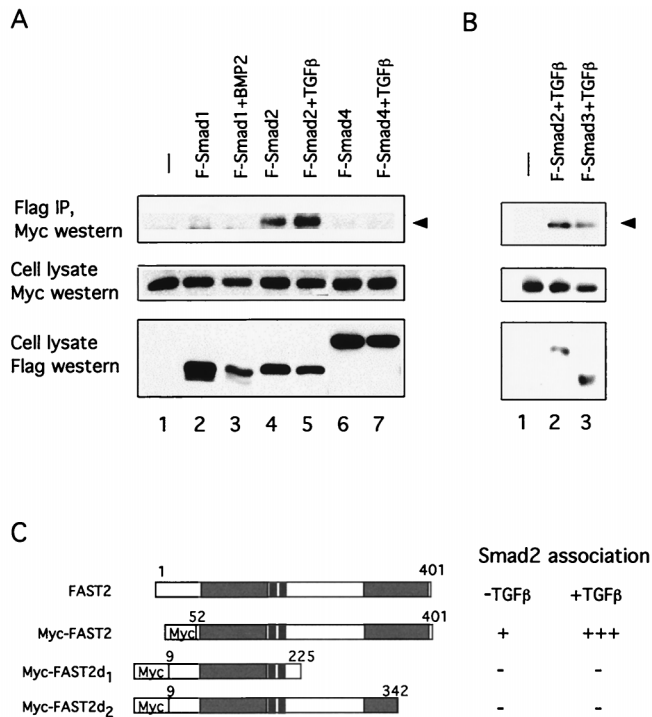 A
B
— F-Smad1 F-Smad1+BMP2 F-Smad2 F-Smad2+TGFβ F-Smad4 F-Smad4+TGFβ
— F-Smad2+TGFβ F-Smad3+TGFβ
Flag IP,
Myc western
Cell lysate
Myc western
Cell lysate
Flag western
1 2 3 4 5 6 7
1 2 3
C
Smad2 association
-TGFβ +TGFβ
1 401
FAST2
52 401
Myc-FAST2 Myc + +++
9 225
Myc-FAST2d1 Myc - -
9 342
Myc-FAST2d2 Myc - -